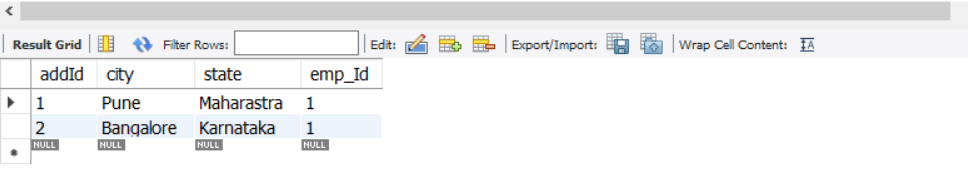 Result Grid Filter Rows: Edit: Export/Import: Wrap Cell Content: IA
addId city state emp_Id
1 Pune Maharastra 1
2 Bangalore Karnataka 1
NULL NULL NULL NULL